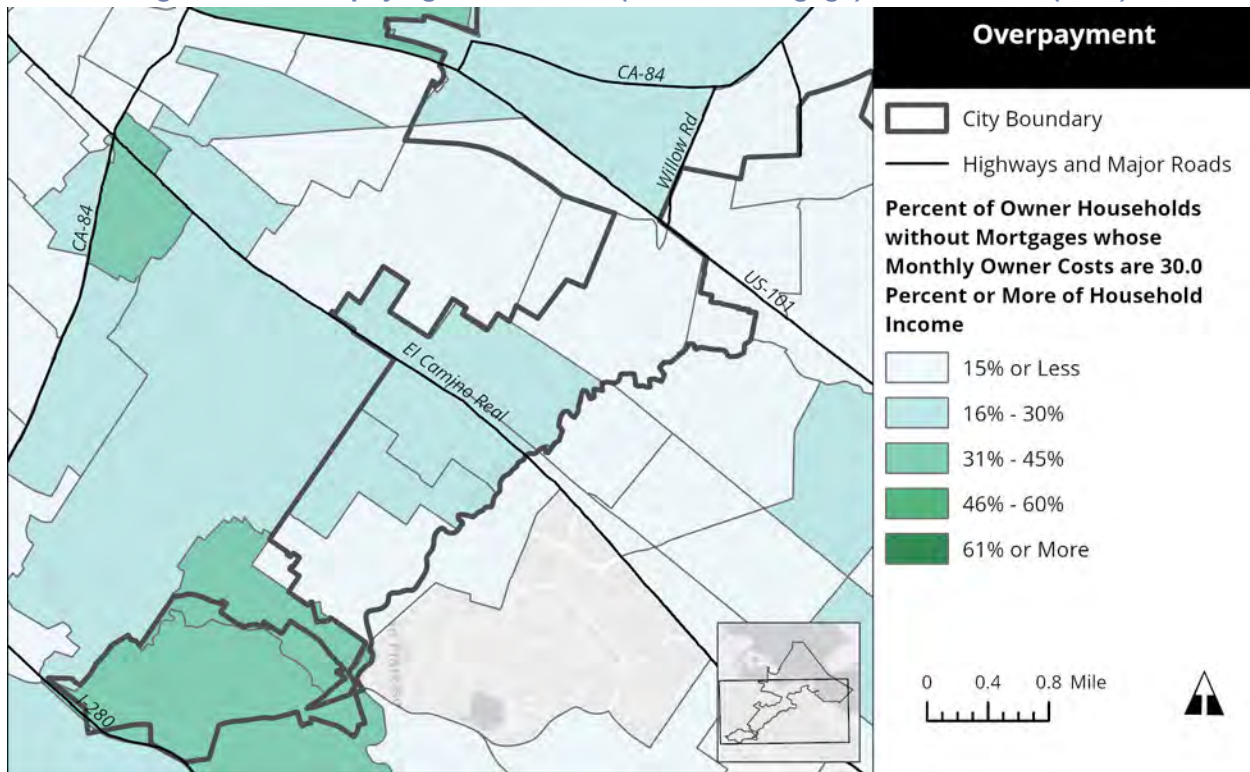 Overpayment
City Boundary
Highways and Major Roads
Percent of Owner Households
without Mortgages whose
Monthly Owner Costs are 30.0
Percent or More of Household
Income
15% or Less
16% - 30%
31% - 45%
46% - 60%
61% or More
0 0.4 0.8 Mile
CA-84
Willow Rd
CA-84
US-101
El Camino Real
I-280